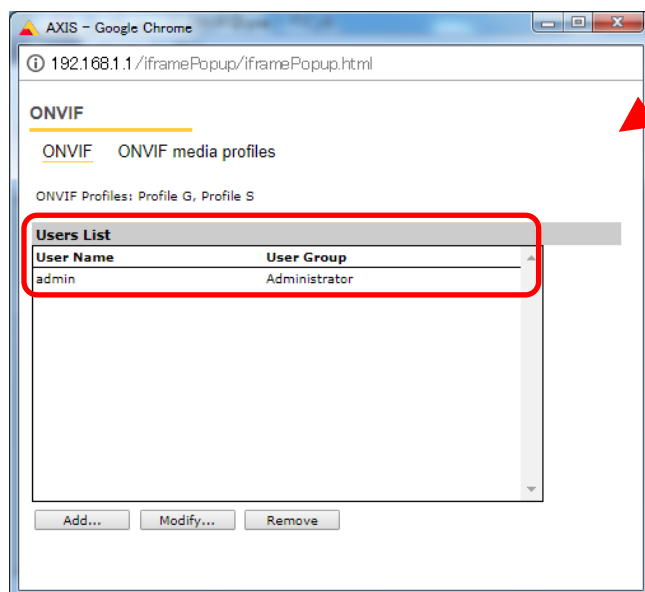 AXIS - Google Chrome
192.168.1.1/iframePopup/iframePopup.html
ONVIF
ONVIF ONVIF media profiles
ONVIF Profiles: Profile G, Profile S
Users List
User Name User Group
admin Administrator
Add... Modify... Remove